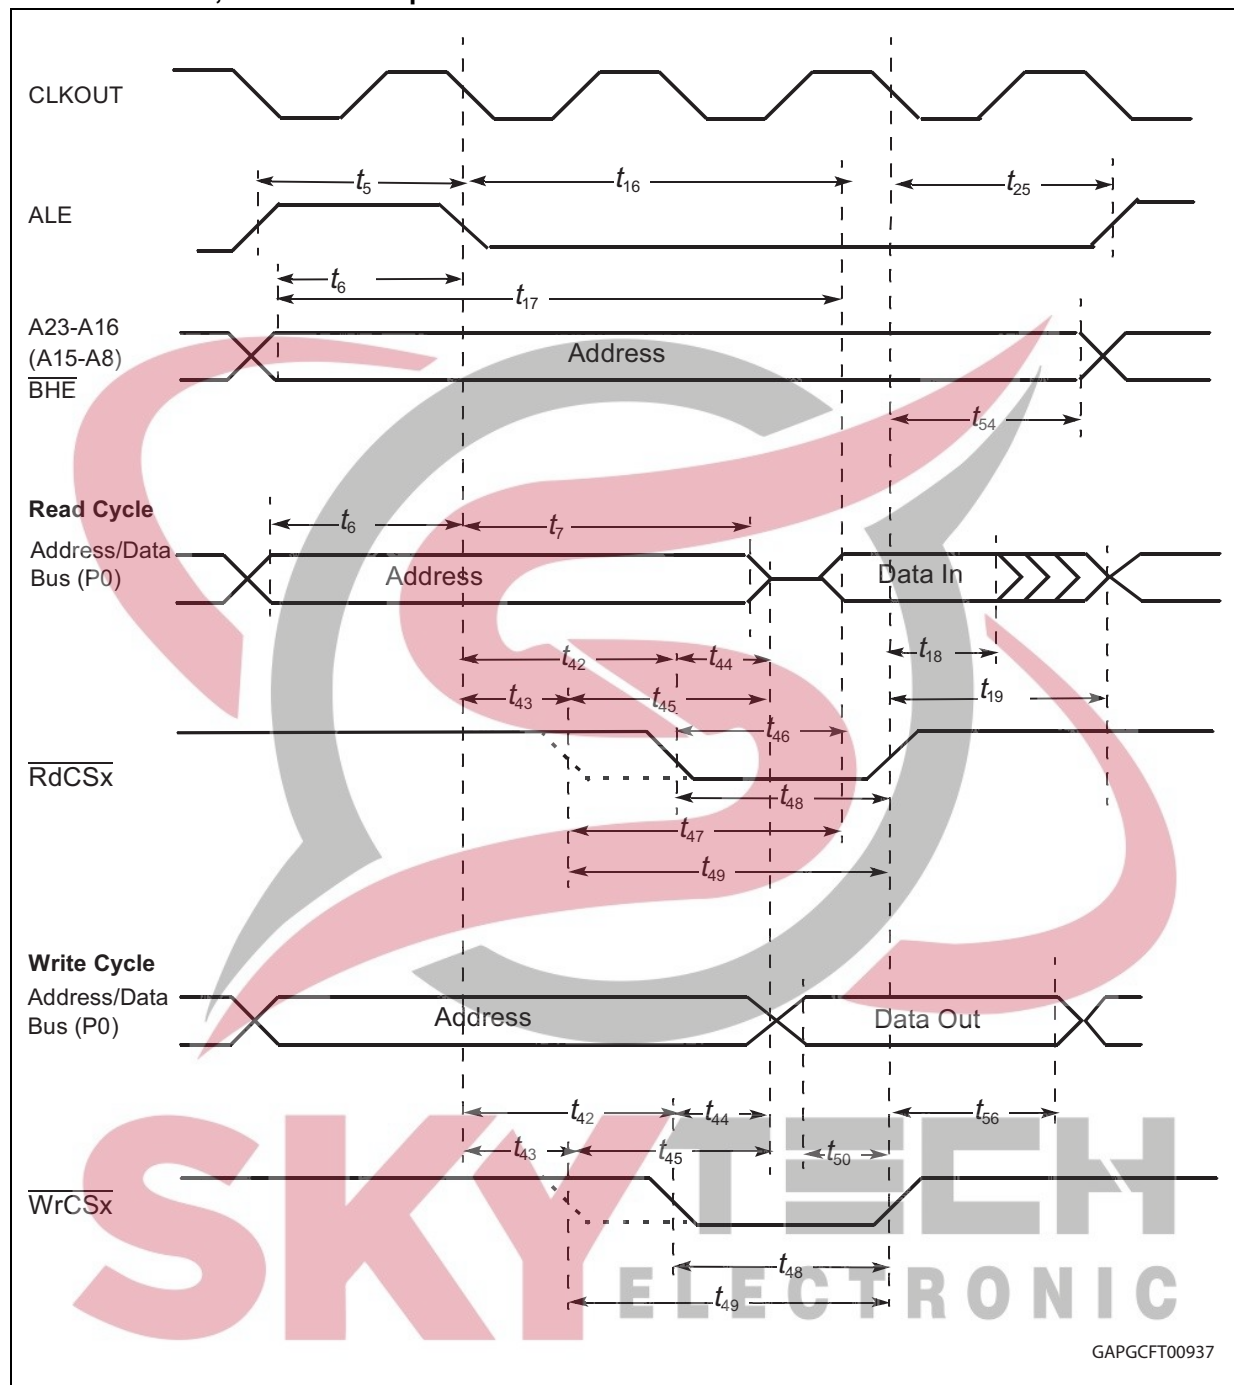 CLKOUT
t5
t16
t25
ALE
t6
t17
A23-A16
(A15-A8)
BHE
Address
t54
Read Cycle
t6
t7
Address/Data
Bus (P0)
Address
Data In
t42
t44
t18
t43
t45
t19
t46
RdCSx
t48
t47
t49
Write Cycle
Address/Data
Bus (P0)
Address
Data Out
t42
t44
t56
t43
t45
t50
WrCSx
t48
t49
SKYTECH
ELECTRONIC
GAPGCFT00937